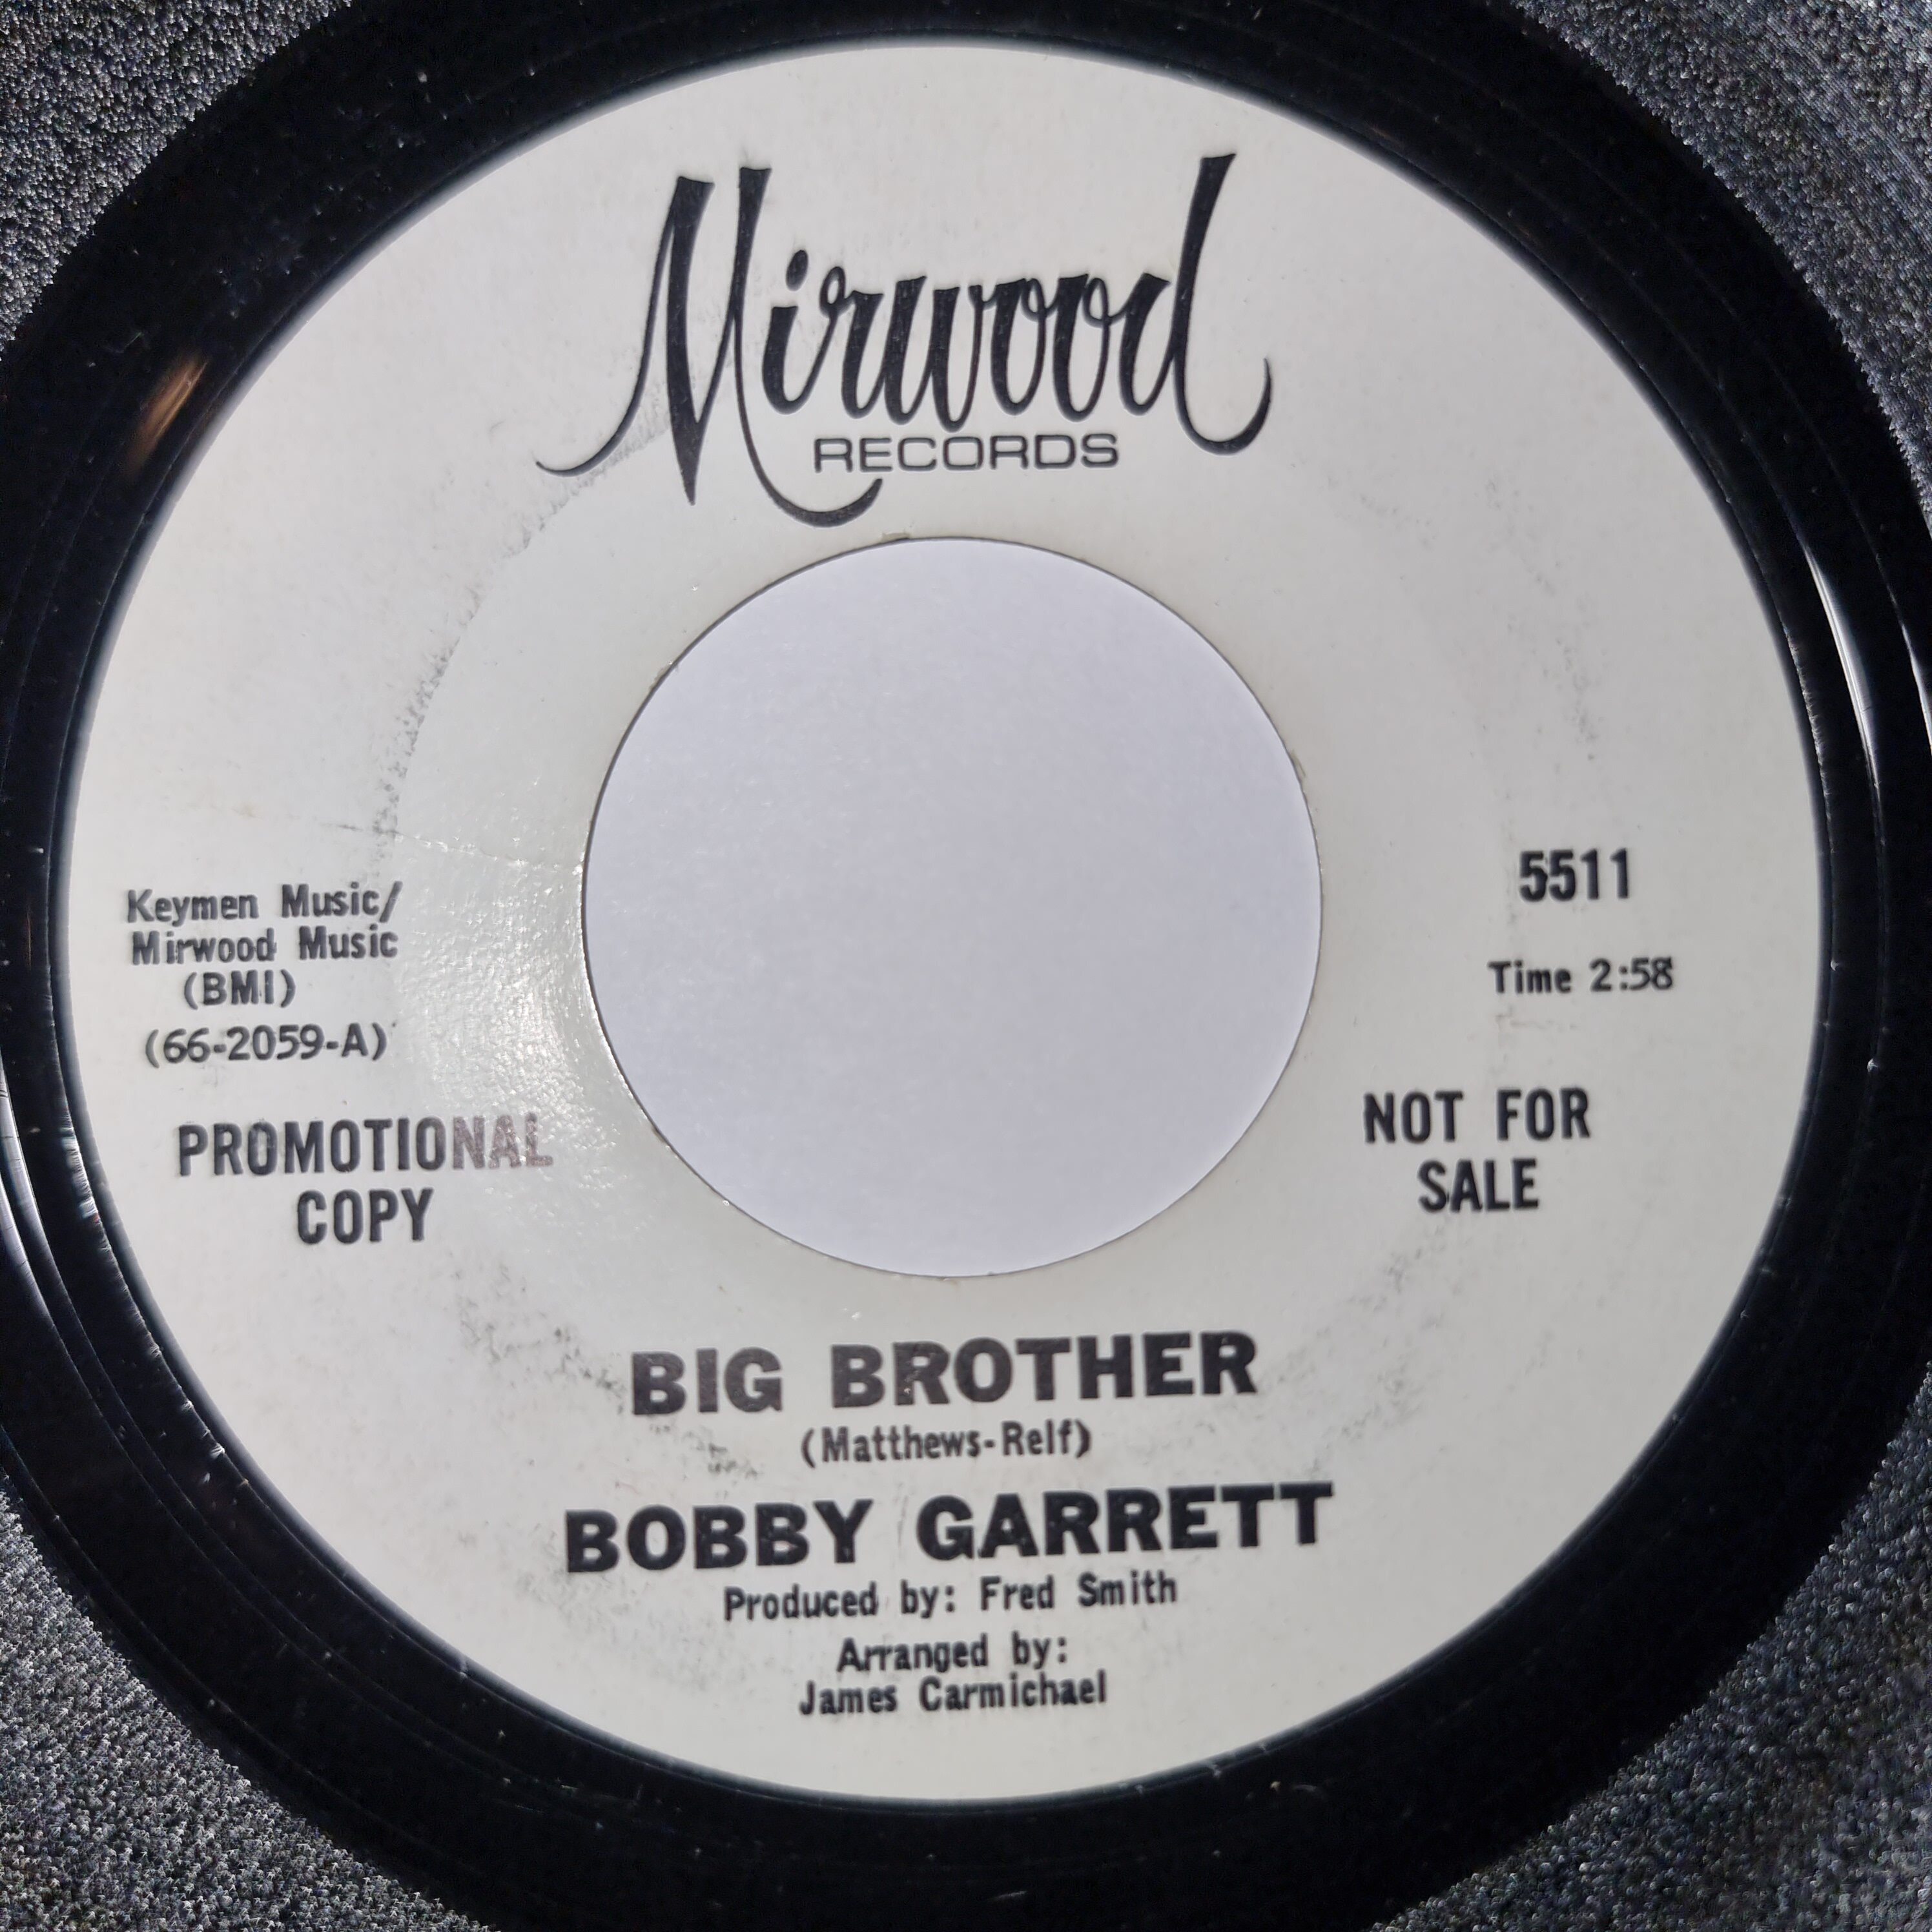 Mirwood
RECORDS
Keymen Music/
Mirwood Music
(BMI)
(66-2059-A)
PROMOTIONAL
COPY
5511
Time 2:58
NOT FOR
SALE
BIG BROTHER
(Matthews-Relf)
BOBBY GARRETT
Produced by: Fred Smith
Arranged by:
James Carmichael